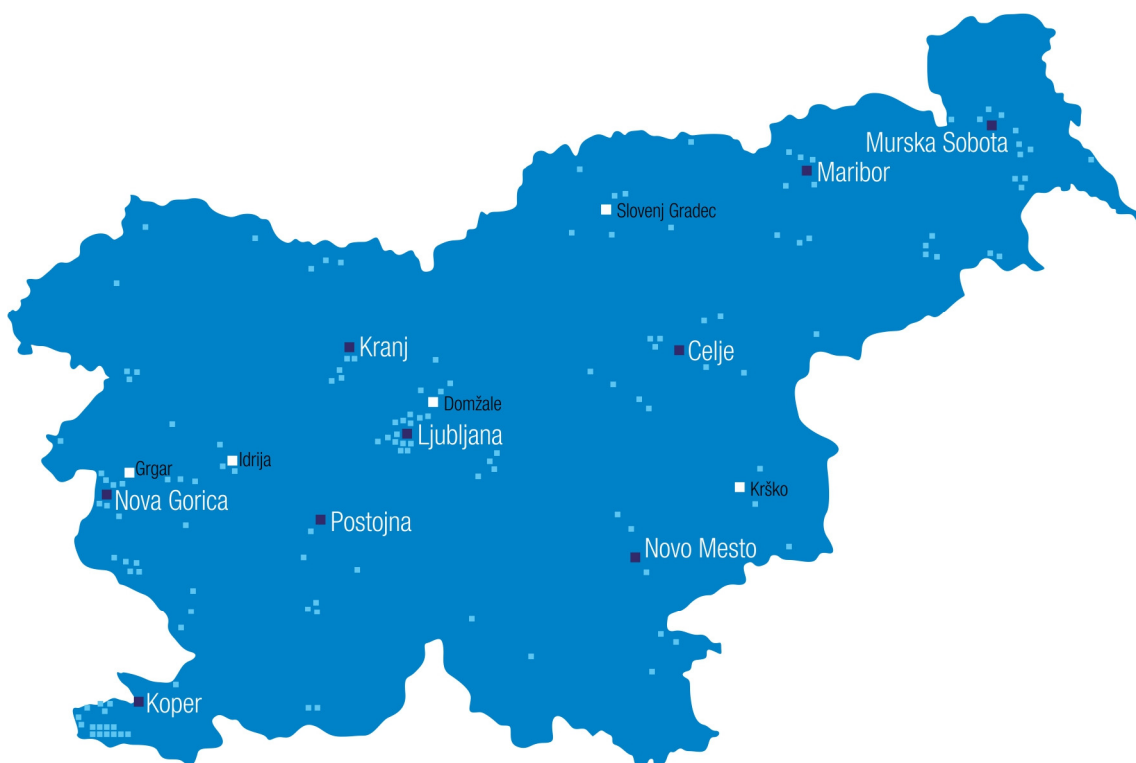 Murska Sobota
Maribor
Slovenj Gradec
Kranj
Celje
Domžale
Ljubljana
Idrija
Grgar
Krško
Nova Gorica
Postojna
Novo Mesto
Koper